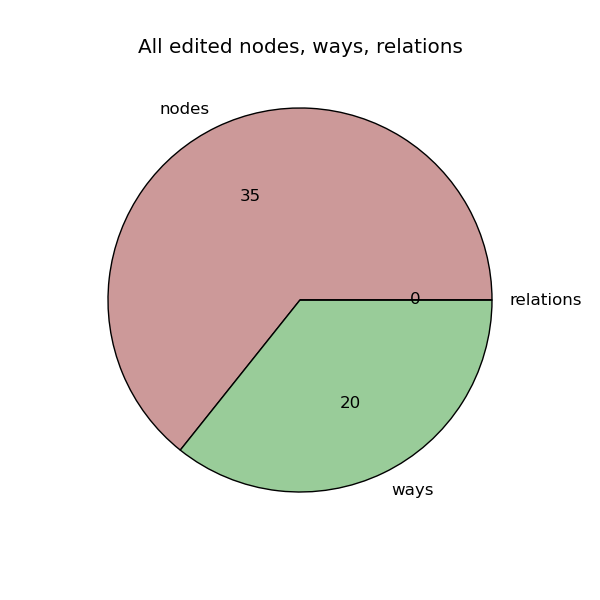 All edited nodes, ways, relations
nodes
35
0
relations
20
ways